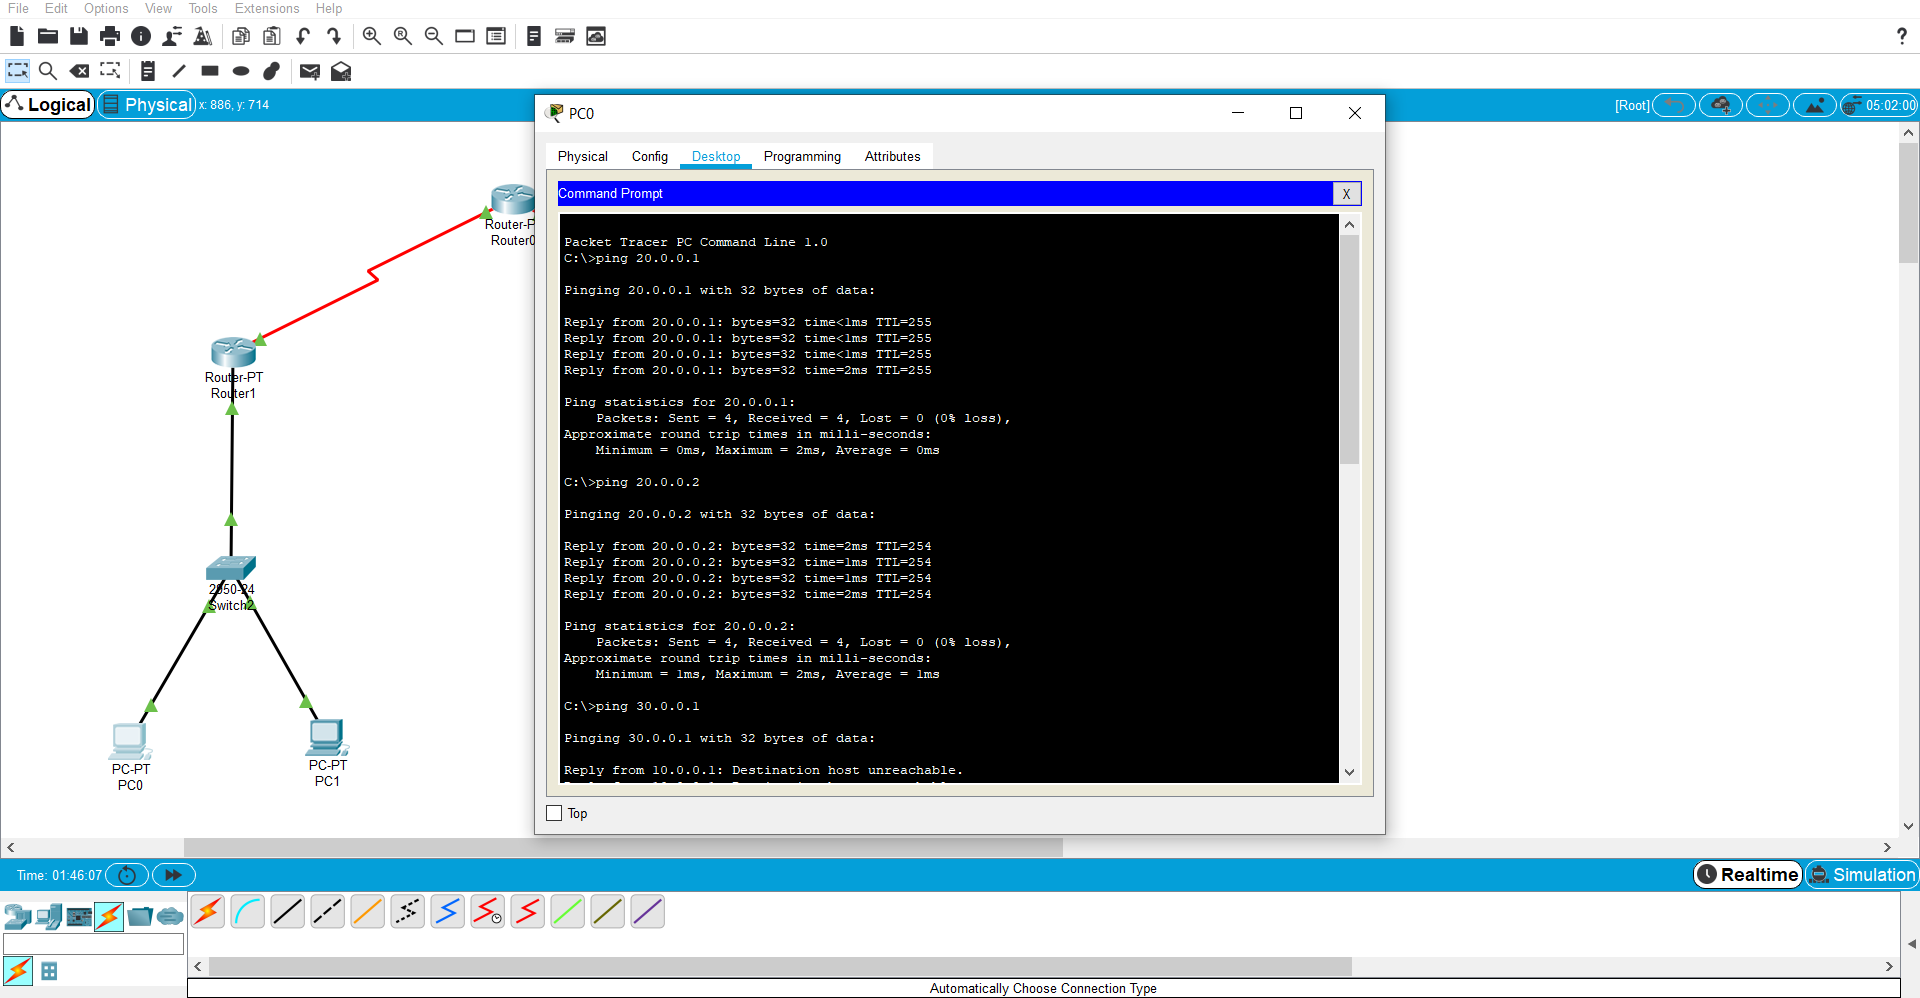 File Edit Options View Tools Extensions Help
?
Logical Physical x: 886, y: 714
[Root] 05:02:00
Router-P
Router0
Router-PT
Router1
2950-24
Switch2
PC-PT
PC0
PC-PT
PC1
PC0
Physical Config Desktop Programming Attributes
Command Prompt X
Packet Tracer PC Command Line 1.0
C:\>ping 20.0.0.1
Pinging 20.0.0.1 with 32 bytes of data:
Reply from 20.0.0.1: bytes=32 time<1ms TTL=255
Reply from 20.0.0.1: bytes=32 time<1ms TTL=255
Reply from 20.0.0.1: bytes=32 time<1ms TTL=255
Reply from 20.0.0.1: bytes=32 time=2ms TTL=255
Ping statistics for 20.0.0.1:
Packets: Sent = 4, Received = 4, Lost = 0 (0% loss),
Approximate round trip times in milli-seconds:
Minimum = 0ms, Maximum = 2ms, Average = 0ms
C:\>ping 20.0.0.2
Pinging 20.0.0.2 with 32 bytes of data:
Reply from 20.0.0.2: bytes=32 time=2ms TTL=254
Reply from 20.0.0.2: bytes=32 time=1ms TTL=254
Reply from 20.0.0.2: bytes=32 time=1ms TTL=254
Reply from 20.0.0.2: bytes=32 time=2ms TTL=254
Ping statistics for 20.0.0.2:
Packets: Sent = 4, Received = 4, Lost = 0 (0% loss),
Approximate round trip times in milli-seconds:
Minimum = 1ms, Maximum = 2ms, Average = 1ms
C:\>ping 30.0.0.1
Pinging 30.0.0.1 with 32 bytes of data:
Reply from 10.0.0.1: Destination host unreachable.
Top
Time: 01:46:07
Realtime Simulation
Automatically Choose Connection Type